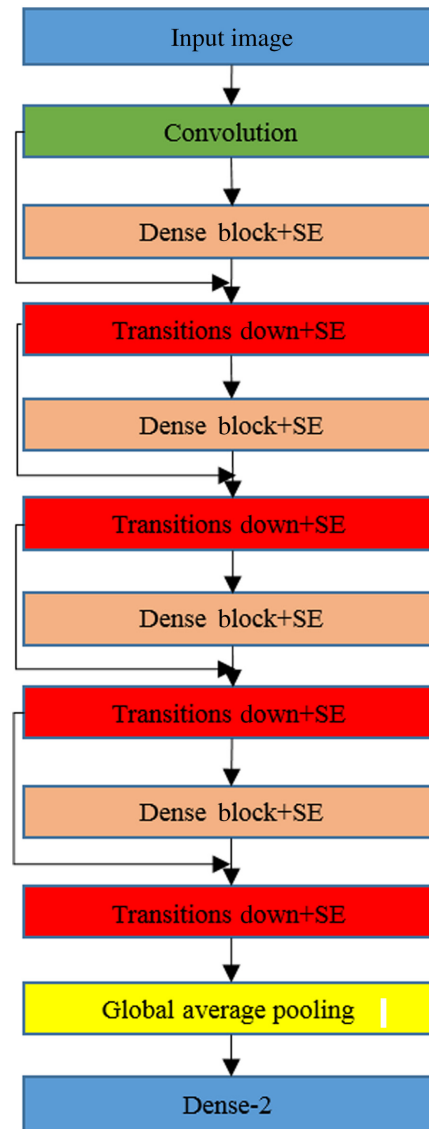 Input image
Convolution
Dense block+SE
Transitions down+SE
Dense block+SE
Transitions down+SE
Dense block+SE
Transitions down+SE
Dense block+SE
Transitions down+SE
Global average pooling
Dense-2